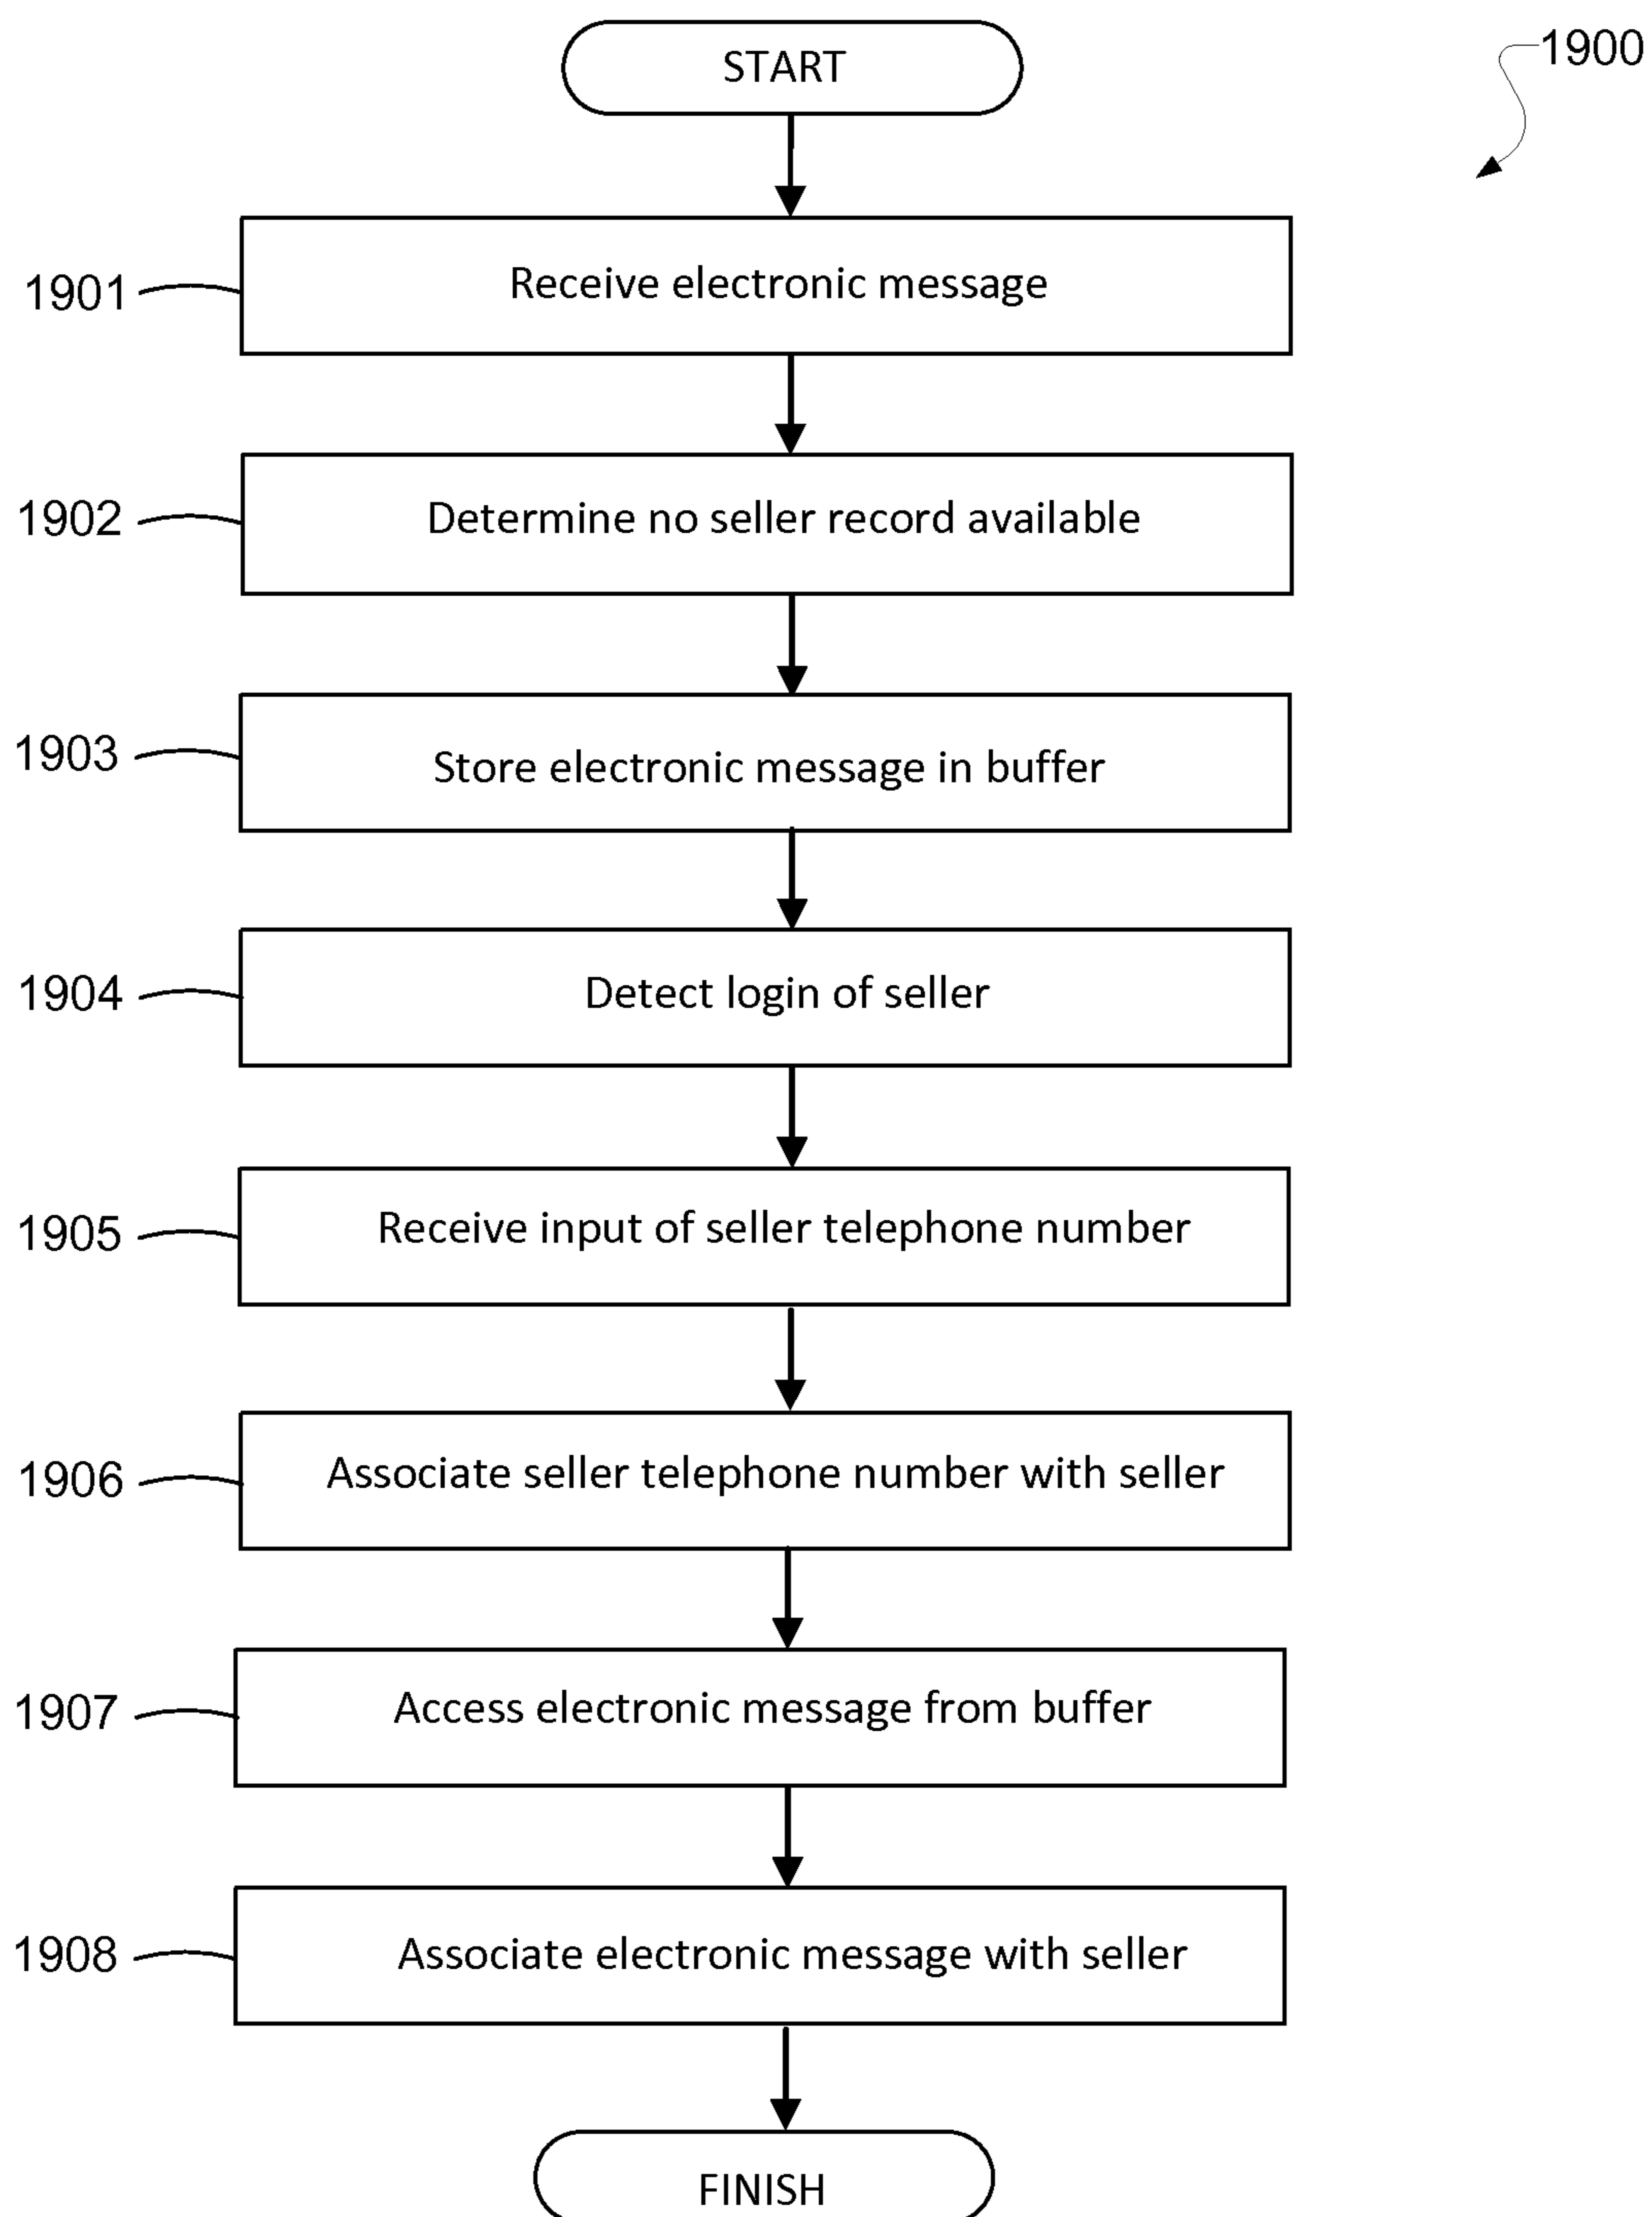 START
1900
1901
Receive electronic message
1902
Determine no seller record available
1903
Store electronic message in buffer
1904
Detect login of seller
1905
Receive input of seller telephone number
1906
Associate seller telephone number with seller
1907
Access electronic message from buffer
1908
Associate electronic message with seller
FINISH